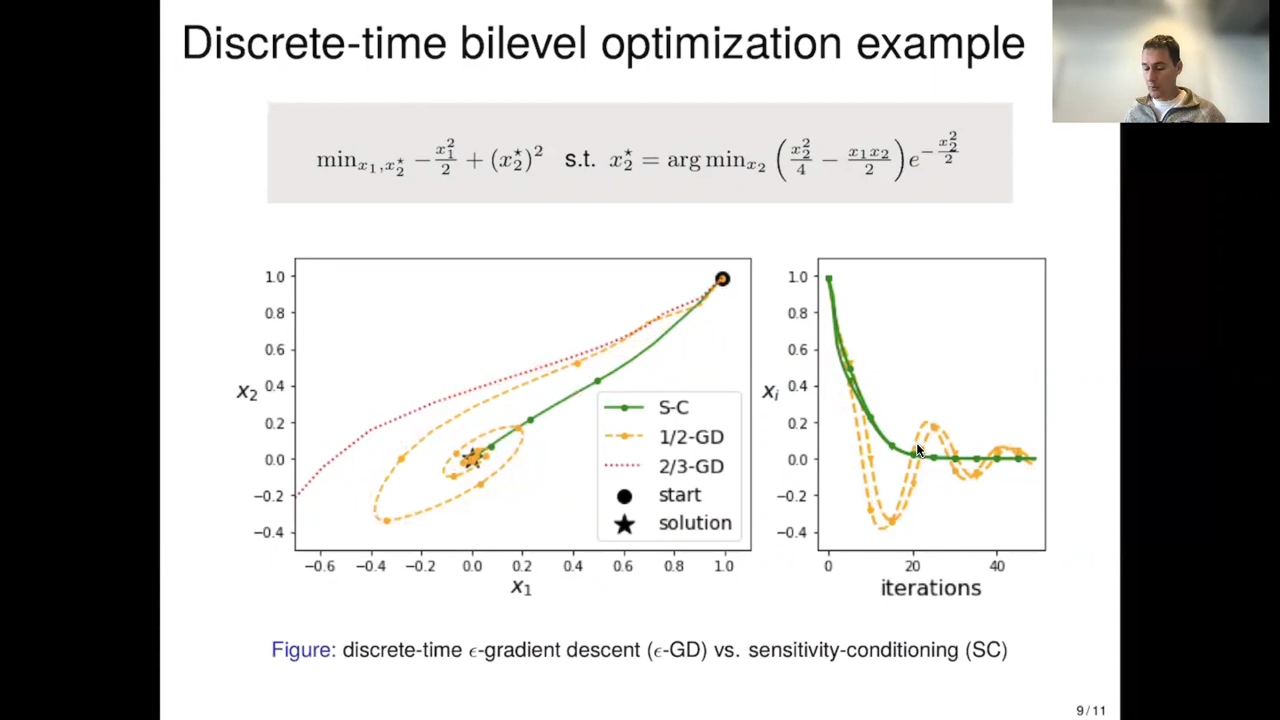 Discrete-time bilevel optimization example
min_{x_1,x_2^⋆} −\frac{x_1^2}{2} + (x_2^⋆)^2 s.t. x_2^⋆ = arg min_{x_2} (\frac{x_2^2}{4} − \frac{x_1x_2}{2}) e^{−\frac{x_2^2}{2}}
1.0
0.8
0.6
0.4
0.2
0.0
−0.2
−0.4
x_2
−0.6 −0.4 −0.2 0.0 0.2 0.4 0.6 0.8 1.0
x_1
S-C
1/2-GD
2/3-GD
start
solution
1.0
0.8
0.6
0.4
0.2
0.0
−0.2
−0.4
x_i
0 20 40
iterations
Figure: discrete-time ϵ-gradient descent (ϵ-GD) vs. sensitivity-conditioning (SC)
9 / 11